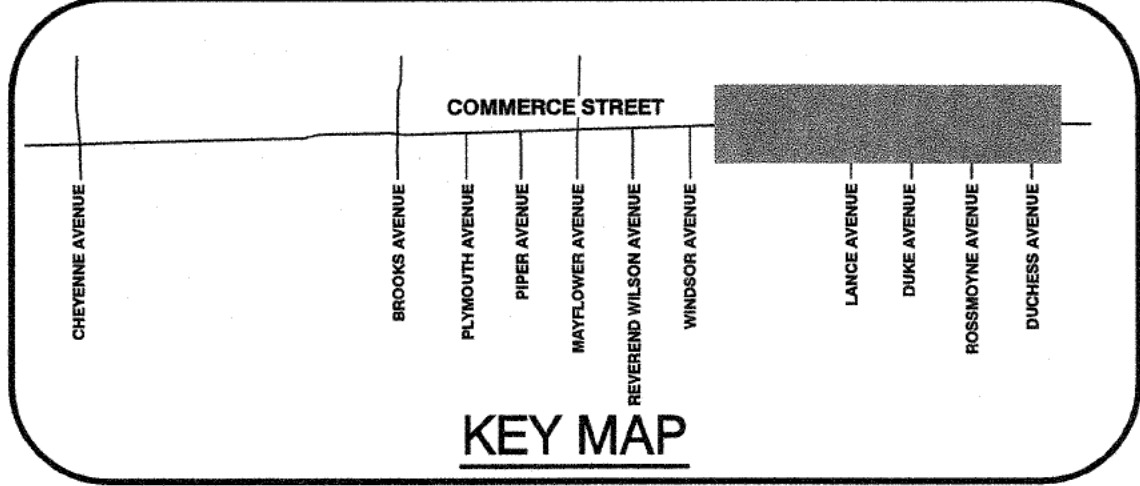 COMMERCE STREET
CHEYENNE AVENUE
BROOKS AVENUE
PLYMOUTH AVENUE
PIPER AVENUE
MAYFLOWER AVENUE
REVEREND WILSON AVENUE
WINDSOR AVENUE
LANCE AVENUE
DUKE AVENUE
ROSSMOYNE AVENUE
DUCHESS AVENUE
KEY MAP